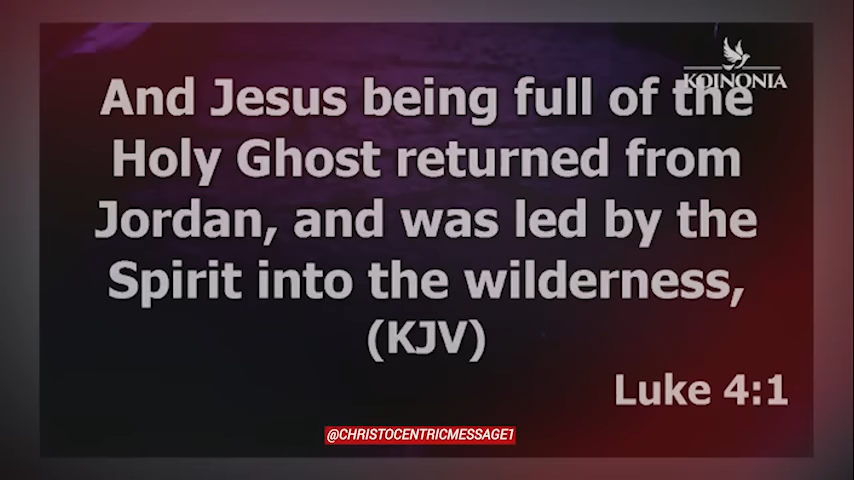 KOINONIA
And Jesus being full of the
Holy Ghost returned from
Jordan, and was led by the
Spirit into the wilderness,
(KJV)
Luke 4:1
@CHRISTOCENTRICMESSAGE1